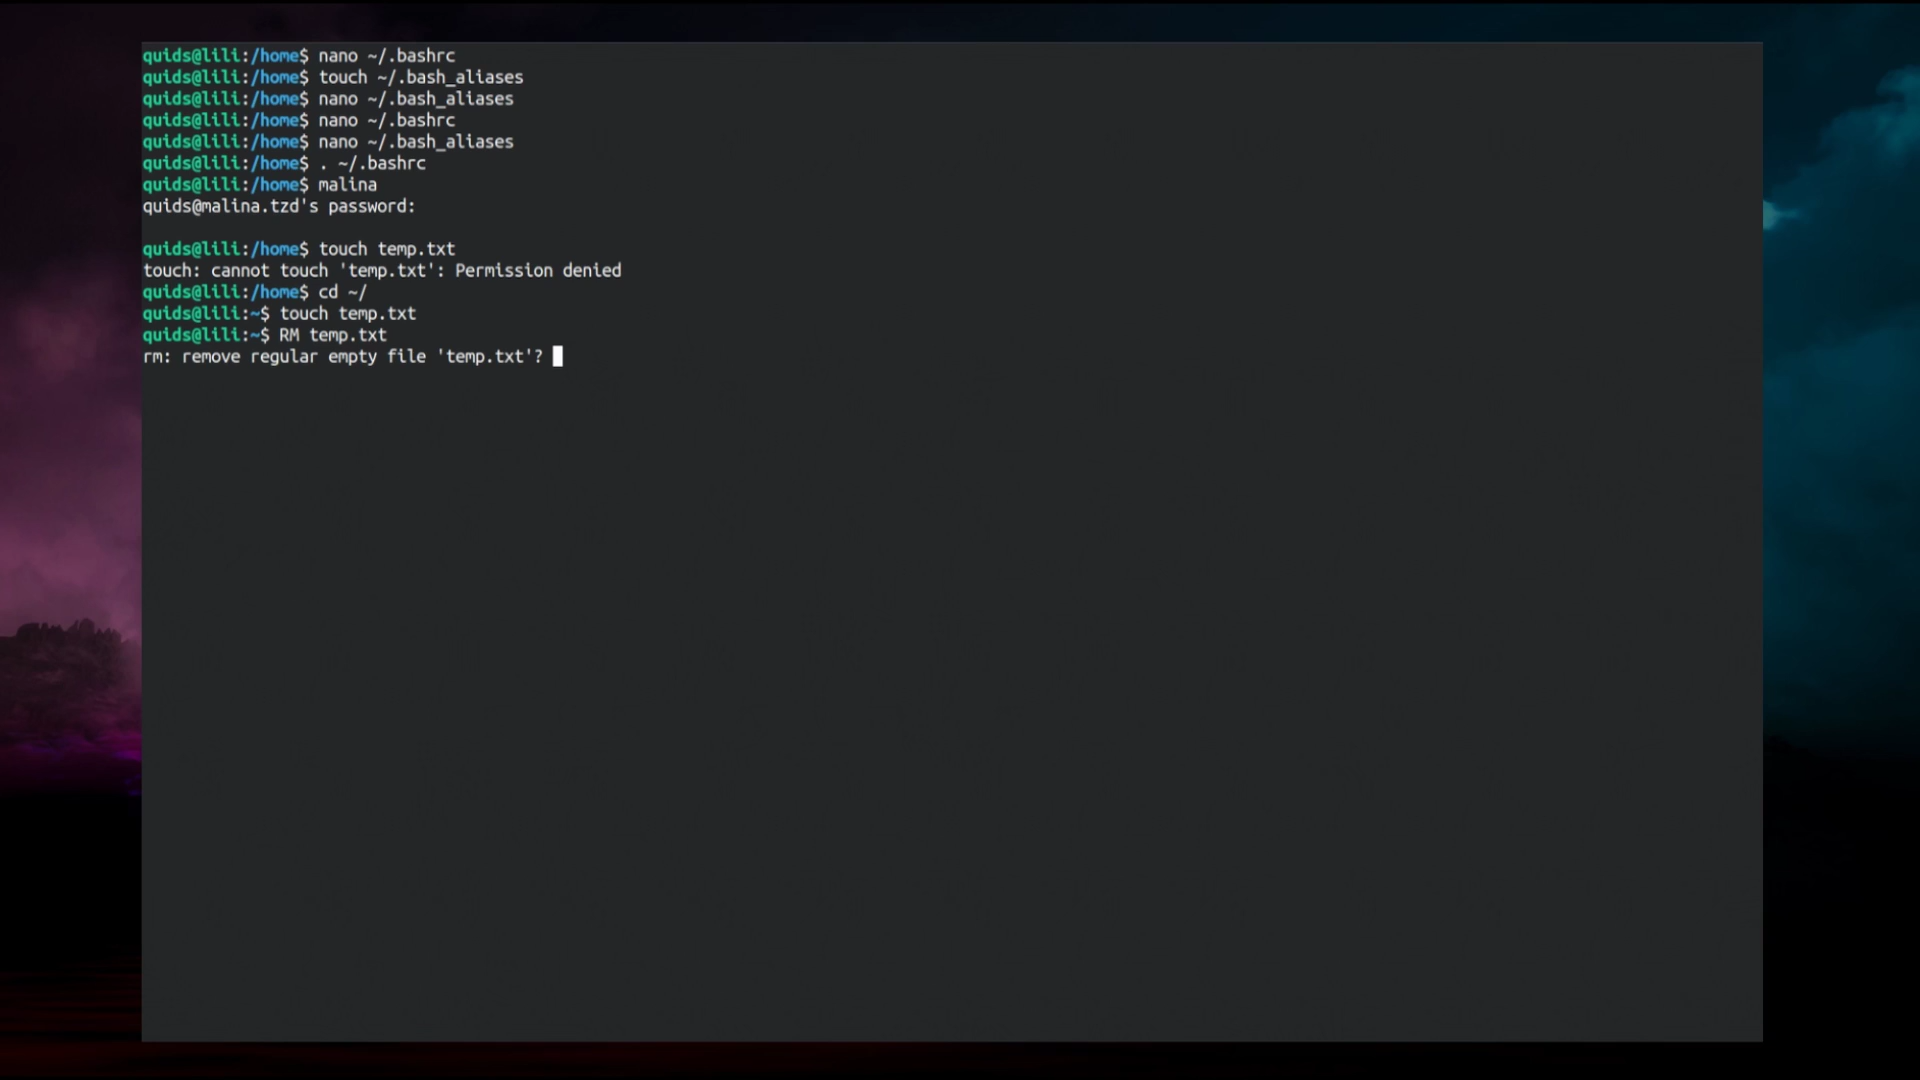 quids@lili:/home$ nano ~/.bashrc
quids@lili:/home$ touch ~/.bash_aliases
quids@lili:/home$ nano ~/.bash_aliases
quids@lili:/home$ nano ~/.bashrc
quids@lili:/home$ nano ~/.bash_aliases
quids@lili:/home$ . ~/.bashrc
quids@lili:/home$ malina
quids@malina.tzd's password:
quids@lili:/home$ touch temp.txt
touch: cannot touch 'temp.txt': Permission denied
quids@lili:/home$ cd ~/
quids@lili:~$ touch temp.txt
quids@lili:~$ RM temp.txt
rm: remove regular empty file 'temp.txt'?